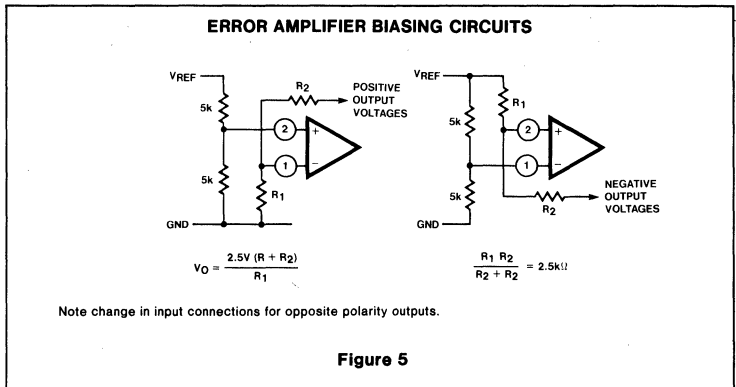 ERROR AMPLIFIER BIASING CIRCUITS
VREF
5k
5k
GND
R2
POSITIVE
OUTPUT
VOLTAGES
2
+
1
−
R1
VO = 2.5V (R + R2) / R1
VREF
5k
5k
GND
R1
2
+
1
−
R2
NEGATIVE
OUTPUT
VOLTAGES
R1 R2 / R2 + R2 = 2.5kΩ
Note change in input connections for opposite polarity outputs.
Figure 5